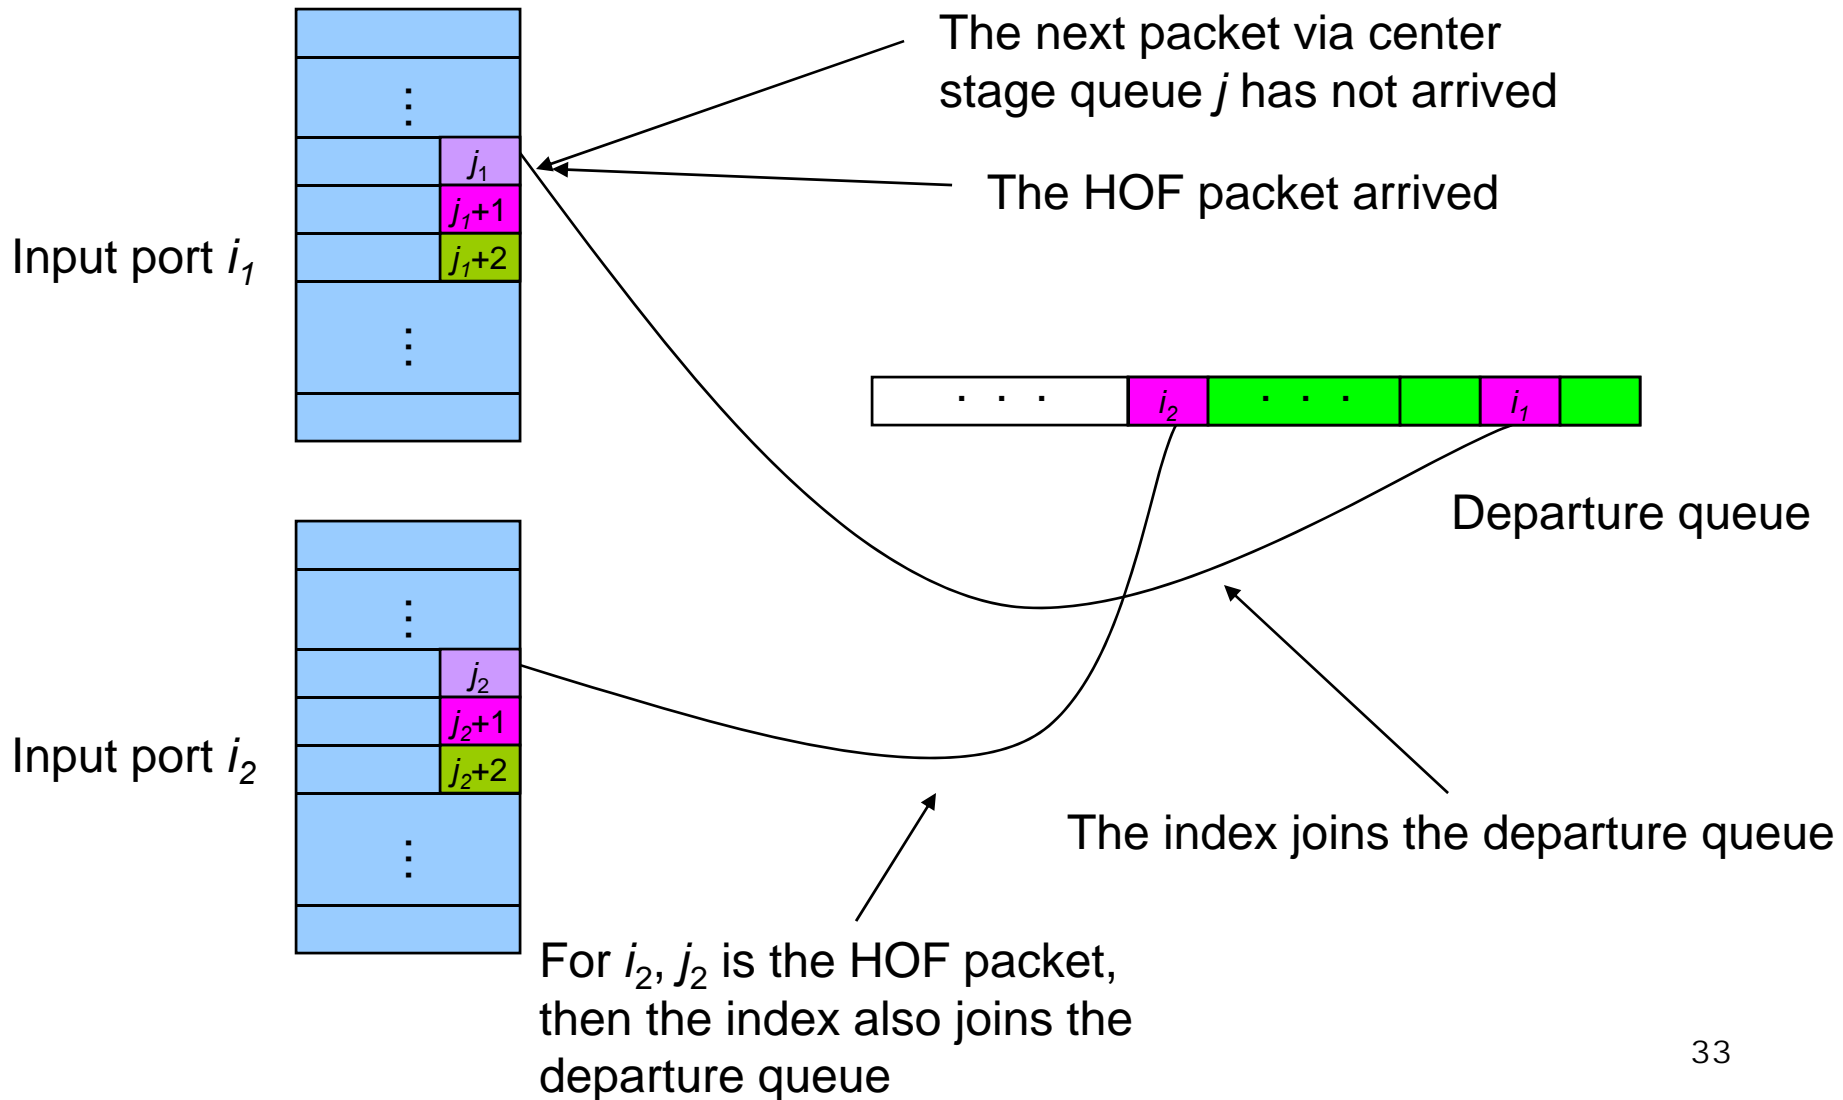 The next packet via center
stage queue j has not arrived
The HOF packet arrived
Input port i₁
⋮
j₁
j₁+1
j₁+2
⋮
· · ·
i₂
· · ·
i₁
Departure queue
Input port i₂
⋮
j₂
j₂+1
j₂+2
⋮
The index joins the departure queue
For i₂, j₂ is the HOF packet,
then the index also joins the
departure queue
33